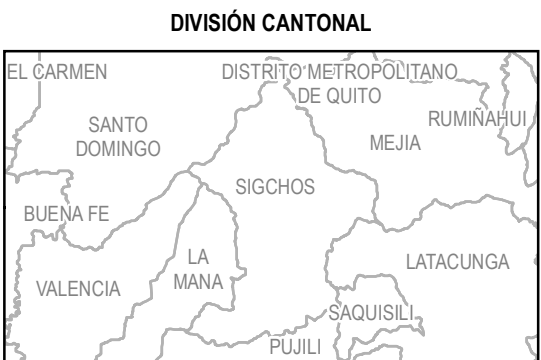 DIVISIÓN CANTONAL
EL CARMEN
DISTRITO METROPOLITANO
DE QUITO
SANTO
DOMINGO
RUMIÑAHUI
MEJIA
SIGCHOS
BUENA FE
LA
MANA
LATACUNGA
VALENCIA
SAQUISILI
PUJILI